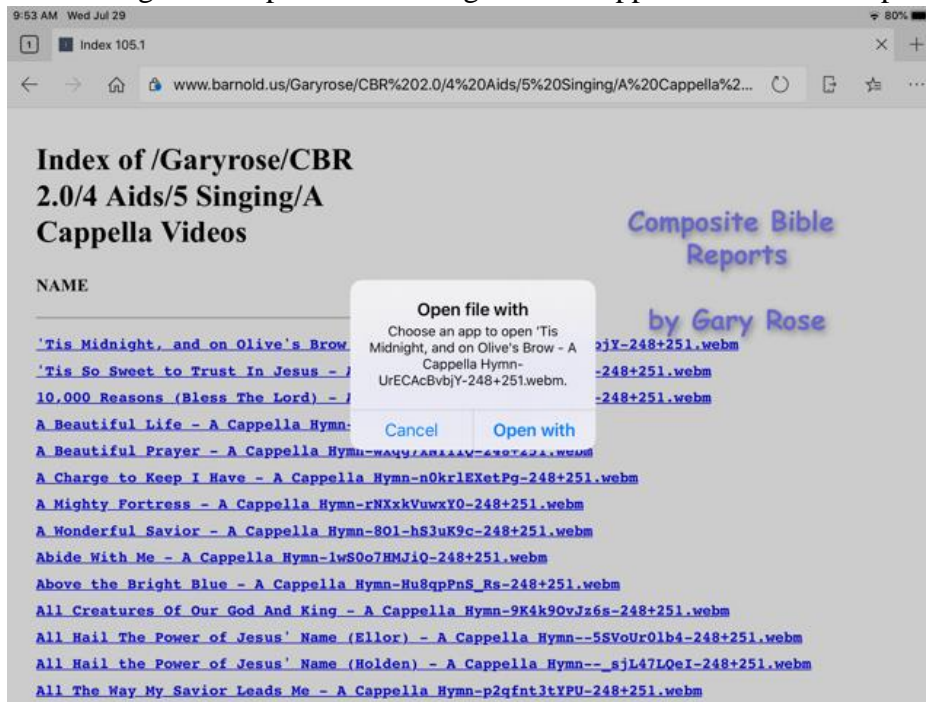 9:53 AM Wed Jul 29
80%
1 Index 105.1
www.barnold.us/Garyrose/CBR%202.0/4%20Aids/5%20Singing/A%20Cappella%2...
Index of /Garyrose/CBR
2.0/4 Aids/5 Singing/A
Cappella Videos
Composite Bible
Reports
by Gary Rose
NAME
Open file with
Choose an app to open 'Tis
Midnight, and on Olive's Brow - A
Cappella Hymn-
UrECAcBvbjY-248+251.webm.
Cancel Open with
'Tis Midnight, and on Olive's Brow jY-248+251.webm
'Tis So Sweet to Trust In Jesus - -248+251.webm
10,000 Reasons (Bless The Lord) - -248+251.webm
A Beautiful Life - A Cappella Hymn-
A Beautiful Prayer - A Cappella
A Charge to Keep I Have - A Cappella Hymn-nOkrlEXetPg-248+251.webm
A Mighty Fortress - A Cappella Hymn-rNXxkVuwxY0-248+251.webm
A Wonderful Savior - A Cappella Hymn-8O1-hS3uK9c-248+251.webm
Abide With Me - A Cappella Hymn-1wSOo7HMJiQ-248+251.webm
Above the Bright Blue - A Cappella Hymn-Hu8qpPnS_Rs-248+251.webm
All Creatures Of Our God And King - A Cappella Hymn-9K4k9OvJz6s-248+251.webm
All Hail The Power of Jesus' Name (Ellor) - A Cappella Hymn--5SVoUrO1b4-248+251.webm
All Hail the Power of Jesus' Name (Holden) - A Cappella Hymn--_sjL47LQeI-248+251.webm
All The Way My Savior Leads Me - A Cappella Hymn-p2qfnt3tYPU-248+251.webm